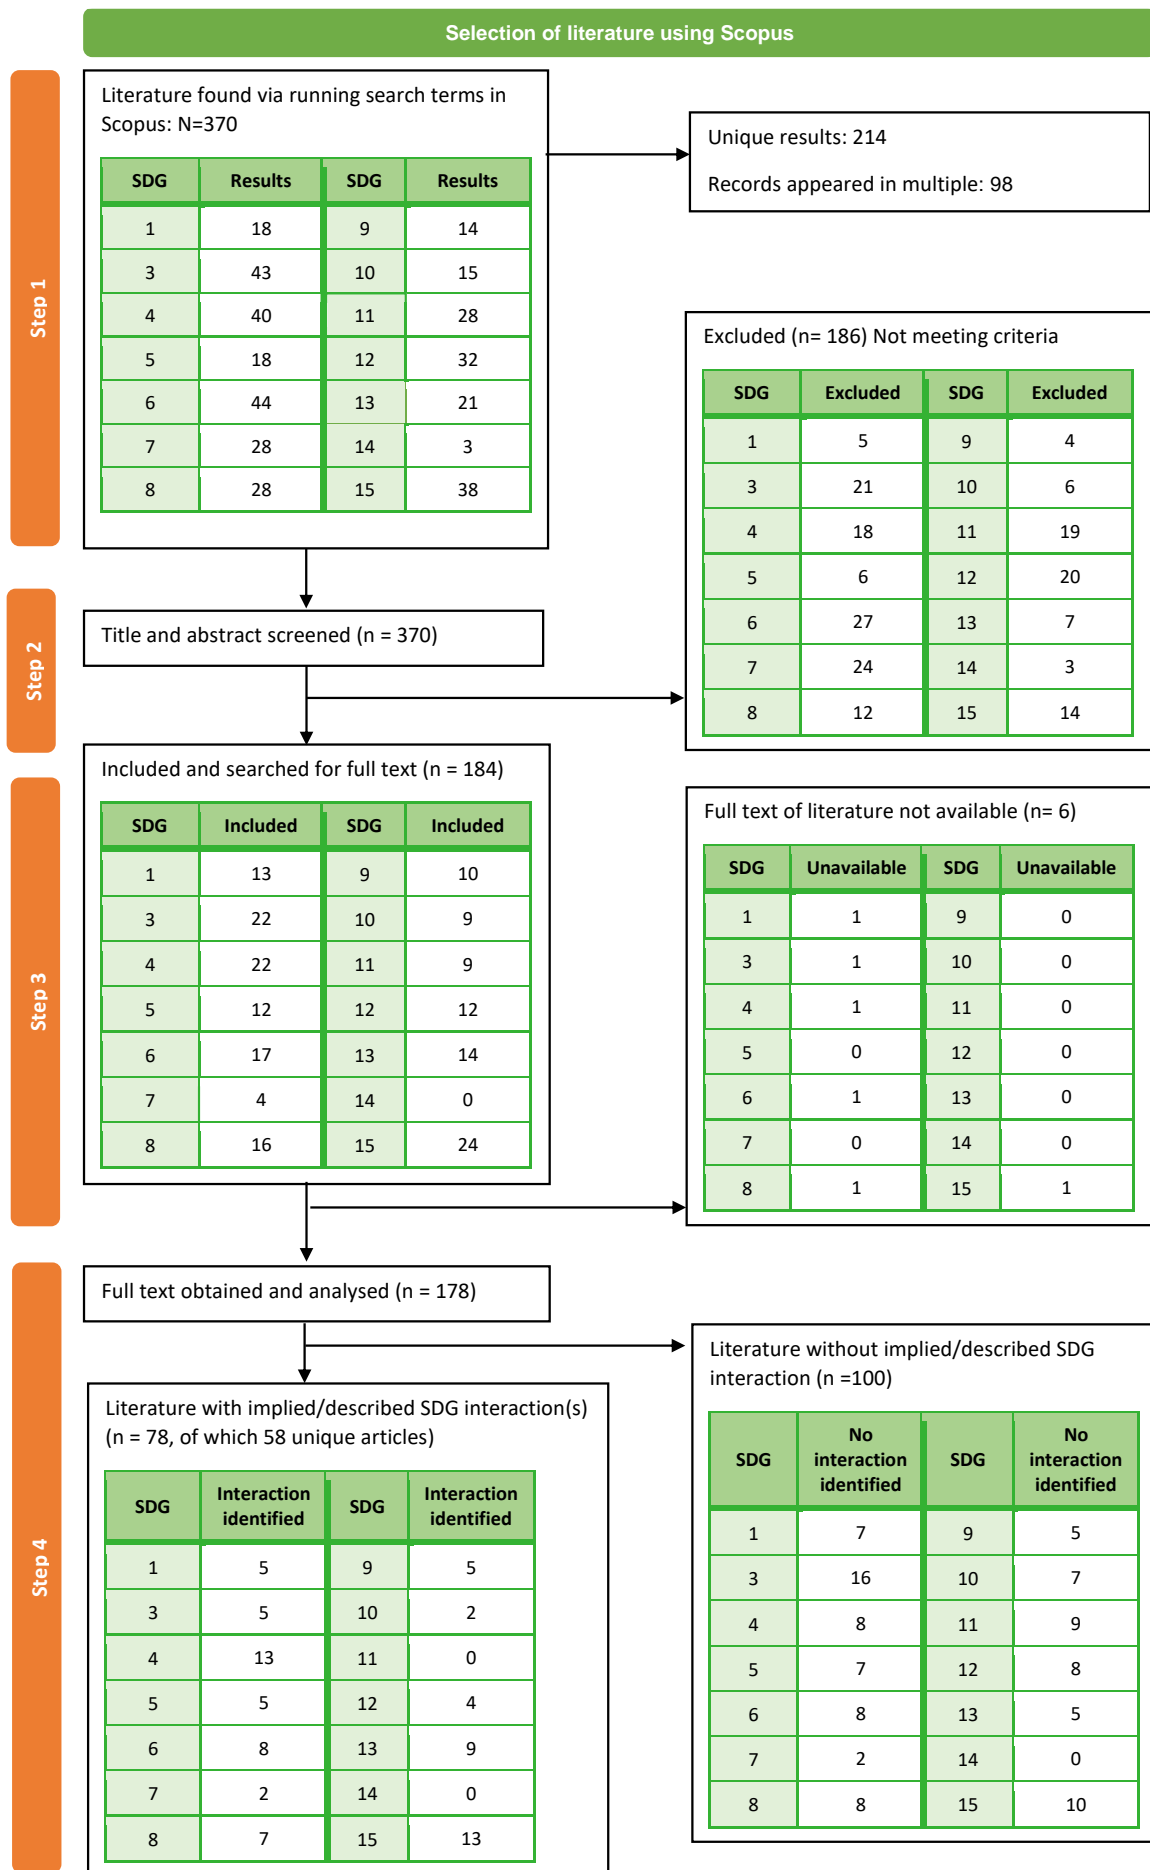 Selection of literature using Scopus
Step 1
Literature found via running search terms in
Scopus: N=370
SDG Results SDG Results
1 18 9 14
3 43 10 15
4 40 11 28
5 18 12 32
6 44 13 21
7 28 14 3
8 28 15 38
Unique results: 214
Records appeared in multiple: 98
Excluded (n= 186) Not meeting criteria
SDG Excluded SDG Excluded
1 5 9 4
3 21 10 6
4 18 11 19
5 6 12 20
6 27 13 7
7 24 14 3
8 12 15 14
Step 2
Title and abstract screened (n = 370)
Step 3
Included and searched for full text (n = 184)
SDG Included SDG Included
1 13 9 10
3 22 10 9
4 22 11 9
5 12 12 12
6 17 13 14
7 4 14 0
8 16 15 24
Full text of literature not available (n= 6)
SDG Unavailable SDG Unavailable
1 1 9 0
3 1 10 0
4 1 11 0
5 0 12 0
6 1 13 0
7 0 14 0
8 1 15 1
Step 4
Full text obtained and analysed (n = 178)
Literature with implied/described SDG interaction(s)
(n = 78, of which 58 unique articles)
SDG Interaction identified SDG Interaction identified
1 5 9 5
3 5 10 2
4 13 11 0
5 5 12 4
6 8 13 9
7 2 14 0
8 7 15 13
Literature without implied/described SDG
interaction (n =100)
SDG No interaction identified SDG No interaction identified
1 7 9 5
3 16 10 7
4 8 11 9
5 7 12 8
6 8 13 5
7 2 14 0
8 8 15 10